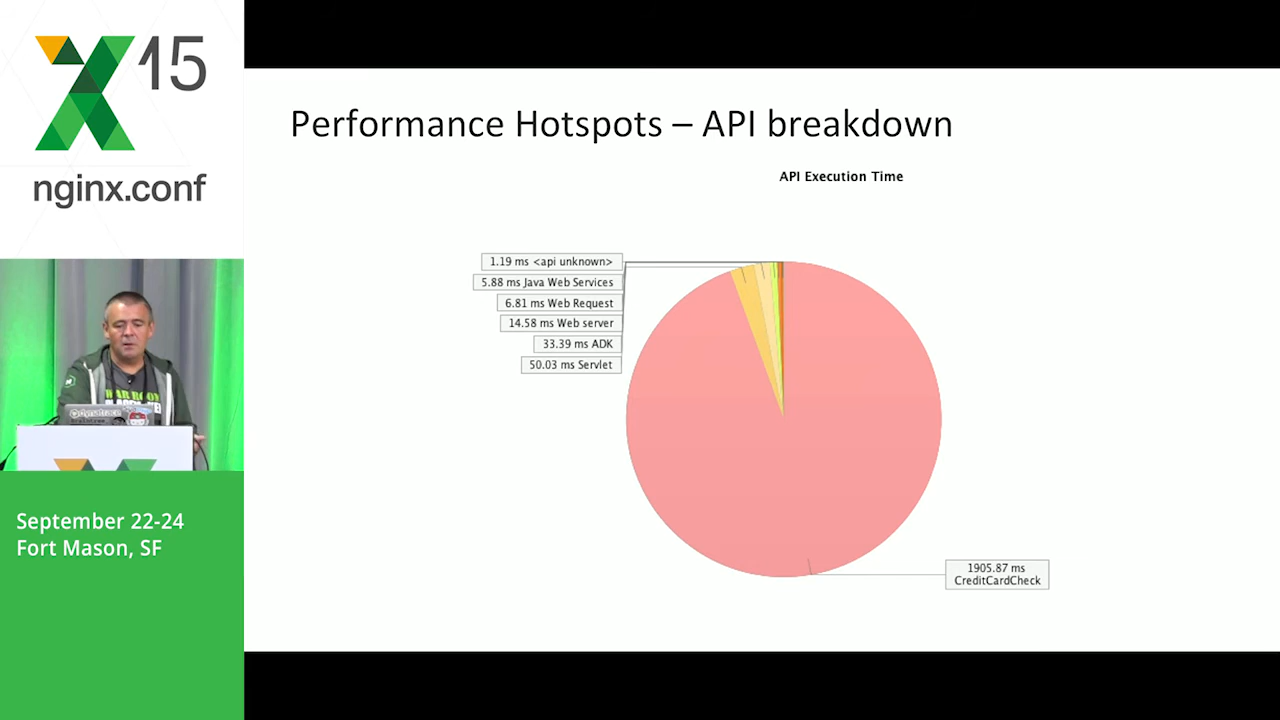 15
nginx.conf
September 22-24
Fort Mason, SF
Performance Hotspots – API breakdown
API Execution Time
1.19 ms <api unknown>
5.88 ms Java Web Services
6.81 ms Web Request
14.58 ms Web server
33.39 ms ADK
50.03 ms Servlet
1905.87 ms
CreditCardCheck
dynatrace